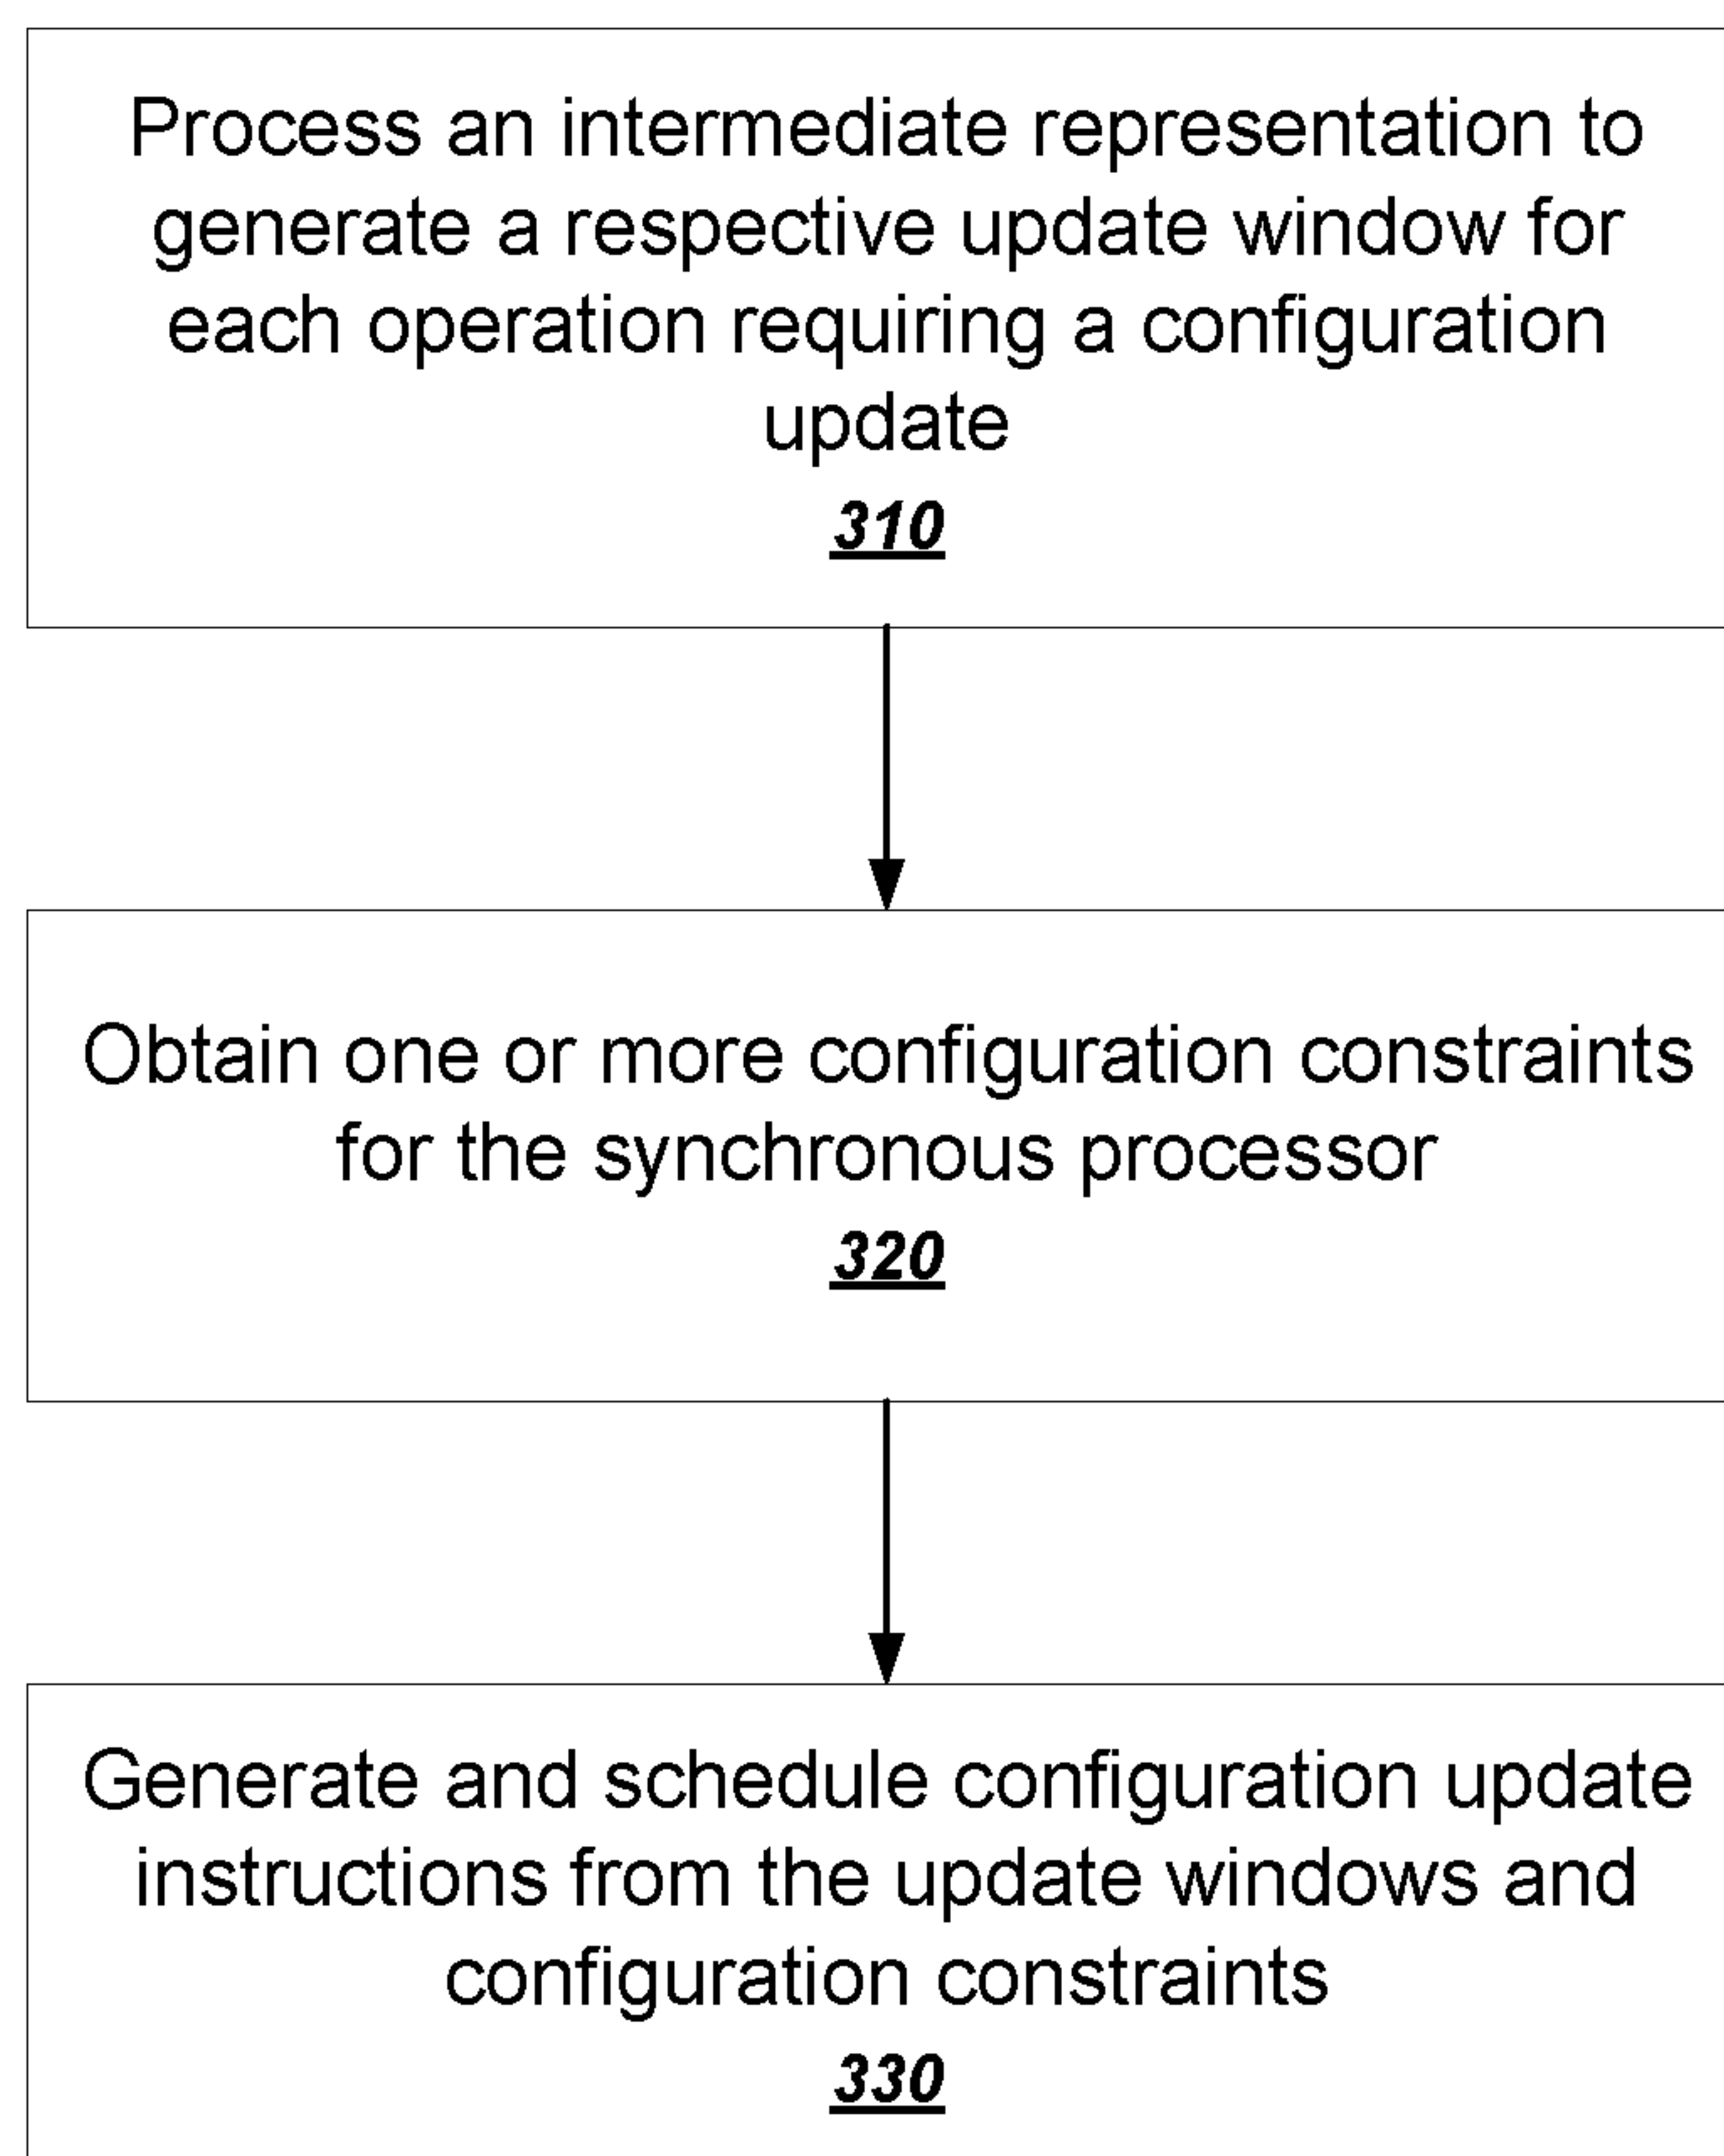 Process an intermediate representation to
generate a respective update window for
each operation requiring a configuration
update
310
Obtain one or more configuration constraints
for the synchronous processor
320
Generate and schedule configuration update
instructions from the update windows and
configuration constraints
330